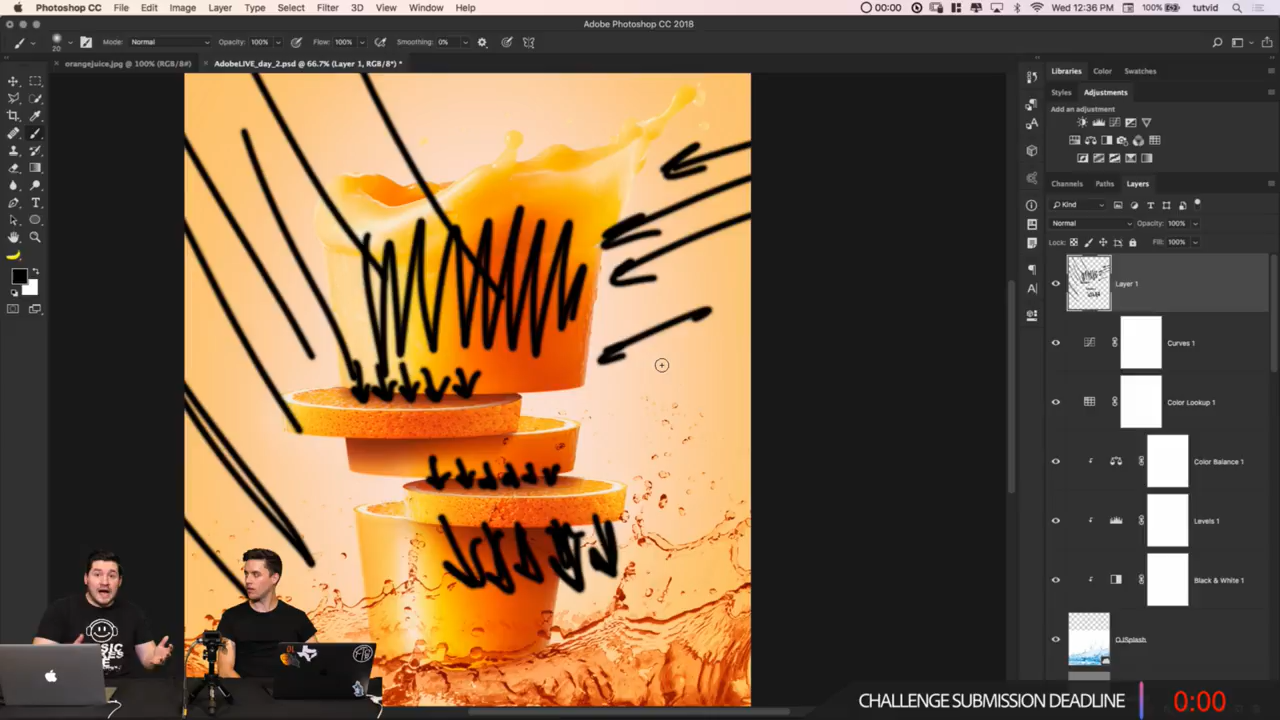 Photoshop CC File Edit Image Layer Type Select Filter 3D View Window Help 00:00 100% Wed 12:36 PM tutvid
Adobe Photoshop CC 2018
20 Mode: Normal Opacity: 100% Flow: 100% Smoothing: 0%
× orangejuice.jpg @ 100% (RGB/8#) × AdobeLIVE_day_2.psd @ 66.7% (Layer 1, RGB/8#) *
Libraries Color Swatches
Styles Adjustments
Add an adjustment
Channels Paths Layers
Kind
Normal Opacity: 100%
Lock: Fill: 100%
Layer 1
Curves 1
Color Lookup 1
Color Balance 1
Levels 1
Black & White 1
OJSplash
CHALLENGE SUBMISSION DEADLINE 0:00